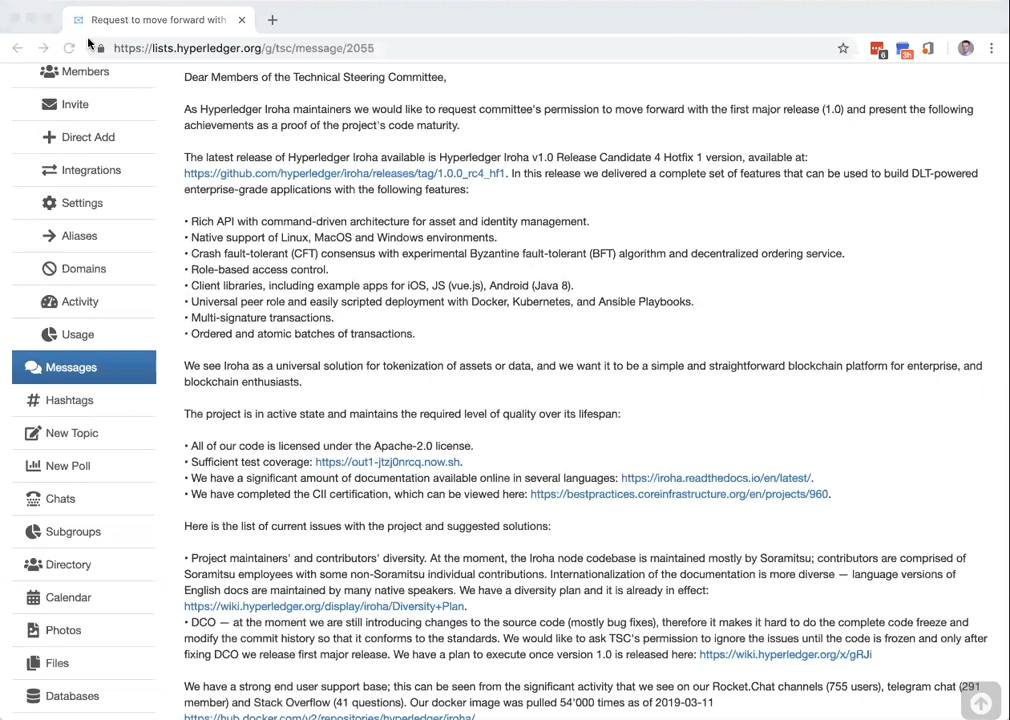 Request to move forward with
https://lists.hyperledger.org/g/tsc/message/2055
6
3h
Members
Invite
Direct Add
Integrations
Settings
Aliases
Domains
Activity
Usage
Messages
Hashtags
New Topic
New Poll
Chats
Subgroups
Directory
Calendar
Photos
Files
Databases
Dear Members of the Technical Steering Committee,
As Hyperledger Iroha maintainers we would like to request committee's permission to move forward with the first major release (1.0) and present the following
achievements as a proof of the project's code maturity.
The latest release of Hyperledger Iroha available is Hyperledger Iroha v1.0 Release Candidate 4 Hotfix 1 version, available at:
https://github.com/hyperledger/iroha/releases/tag/1.0.0_rc4_hf1. In this release we delivered a complete set of features that can be used to build DLT-powered
enterprise-grade applications with the following features:
• Rich API with command-driven architecture for asset and identity management.
• Native support of Linux, MacOS and Windows environments.
• Crash fault-tolerant (CFT) consensus with experimental Byzantine fault-tolerant (BFT) algorithm and decentralized ordering service.
• Role-based access control.
• Client libraries, including example apps for iOS, JS (vue.js), Android (Java 8).
• Universal peer role and easily scripted deployment with Docker, Kubernetes, and Ansible Playbooks.
• Multi-signature transactions.
• Ordered and atomic batches of transactions.
We see Iroha as a universal solution for tokenization of assets or data, and we want it to be a simple and straightforward blockchain platform for enterprise, and
blockchain enthusiasts.
The project is in active state and maintains the required level of quality over its lifespan:
• All of our code is licensed under the Apache-2.0 license.
• Sufficient test coverage: https://out1-jtzj0nrcq.now.sh.
• We have a significant amount of documentation available online in several languages: https://iroha.readthedocs.io/en/latest/.
• We have completed the CII certification, which can be viewed here: https://bestpractices.coreinfrastructure.org/en/projects/960.
Here is the list of current issues with the project and suggested solutions:
• Project maintainers' and contributors' diversity. At the moment, the Iroha node codebase is maintained mostly by Soramitsu; contributors are comprised of
Soramitsu employees with some non-Soramitsu individual contributions. Internationalization of the documentation is more diverse — language versions of
English docs are maintained by many native speakers. We have a diversity plan and it is already in effect:
https://wiki.hyperledger.org/display/iroha/Diversity+Plan.
• DCO — at the moment we are still introducing changes to the source code (mostly bug fixes), therefore it makes it hard to do the complete code freeze and
modify the commit history so that it conforms to the standards. We would like to ask TSC's permission to ignore the issues until the code is frozen and only after
fixing DCO we release first major release. We have a plan to execute once version 1.0 is released here: https://wiki.hyperledger.org/x/gRJi
We have a strong end user support base; this can be seen from the significant activity that we see on our Rocket.Chat channels (755 users), telegram chat (291
member) and Stack Overflow (41 questions). Our docker image was pulled 54'000 times as of 2019-03-11
https://hub.docker.com/v2/repositories/hyperledger/iroha/